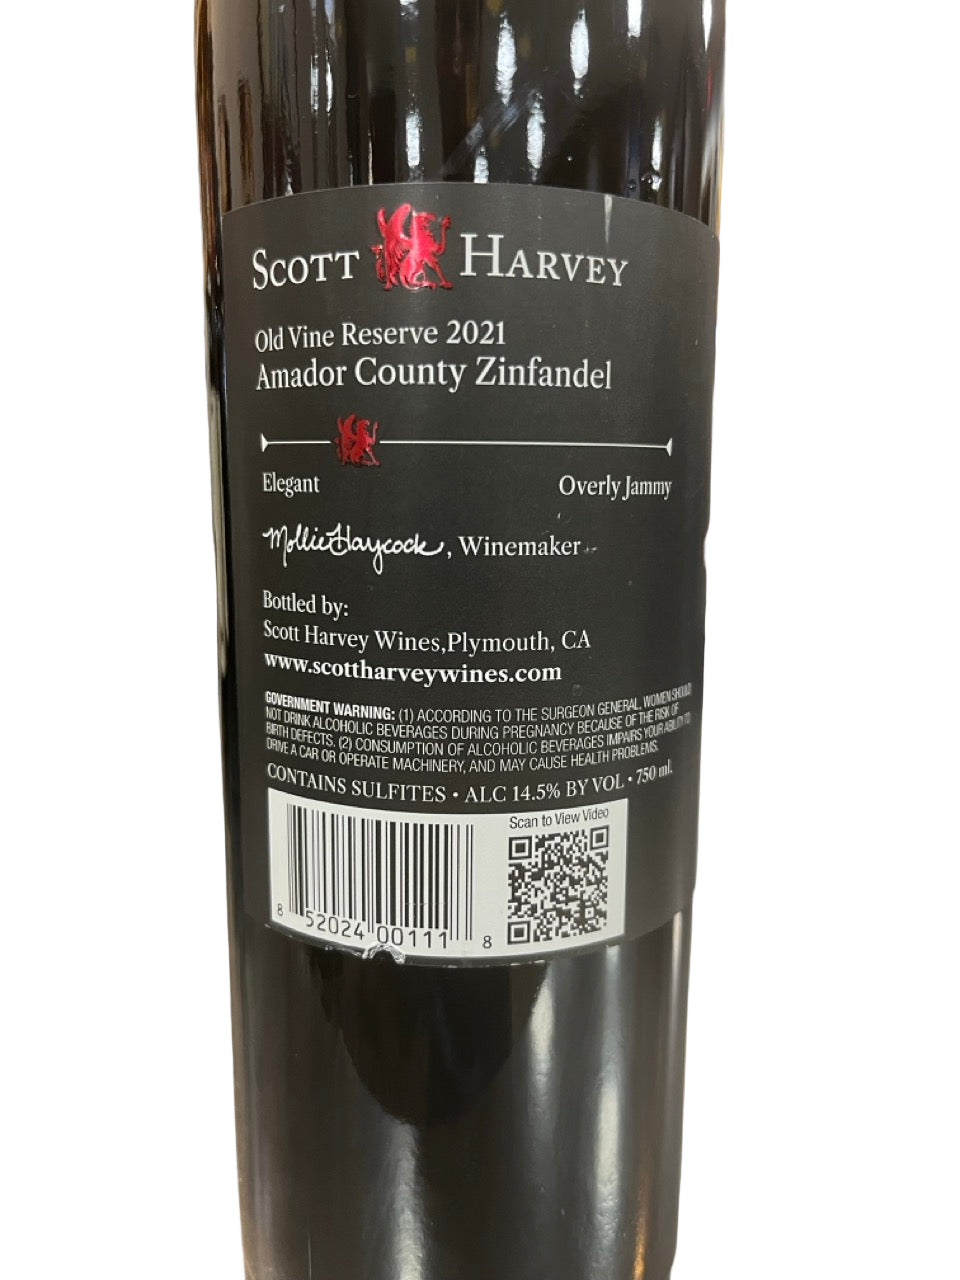 SCOTT HARVEY
Old Vine Reserve 2021
Amador County Zinfandel
Elegant Overly Jammy
Mollie Haycock, Winemaker
Bottled by:
Scott Harvey Wines,Plymouth, CA
www.scottharveywines.com
GOVERNMENT WARNING: (1) ACCORDING TO THE SURGEON GENERAL, WOMEN SHOULD
NOT DRINK ALCOHOLIC BEVERAGES DURING PREGNANCY BECAUSE OF THE RISK OF
BIRTH DEFECTS. (2) CONSUMPTION OF ALCOHOLIC BEVERAGES IMPAIRS YOUR ABILITY TO
DRIVE A CAR OR OPERATE MACHINERY, AND MAY CAUSE HEALTH PROBLEMS.
CONTAINS SULFITES • ALC 14.5% BY VOL • 750 ml.
Scan to View Video
8 52024 00111 8